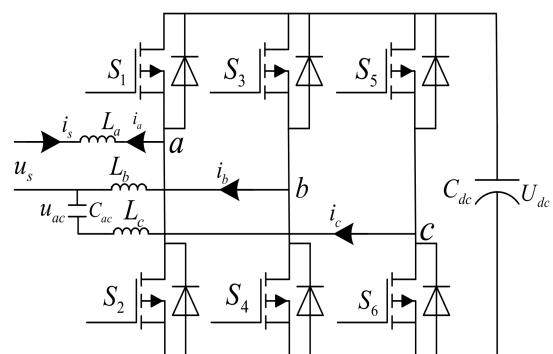 S1 S3 S5
is La ia a
us Lb ib b
uac Cac Lc ic c
Cdc Udc
S2 S4 S6